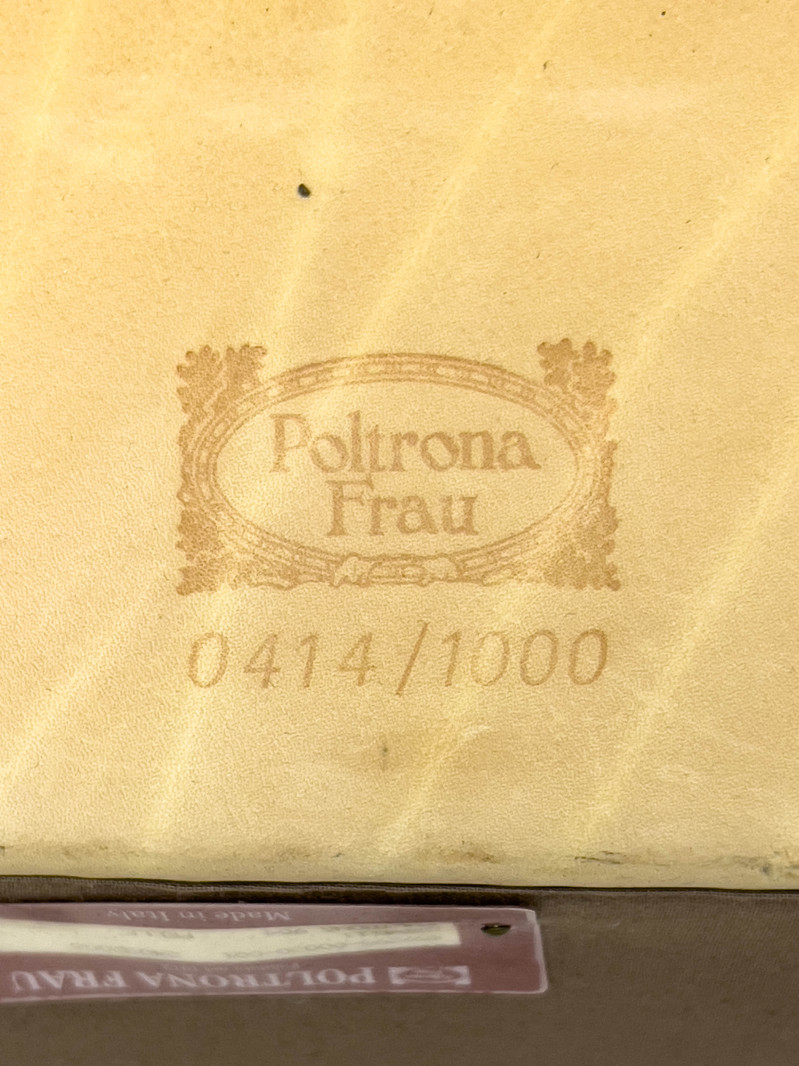 Poltrona
Frau
0414/1000
POLTRONA FRAU
Made in Italy